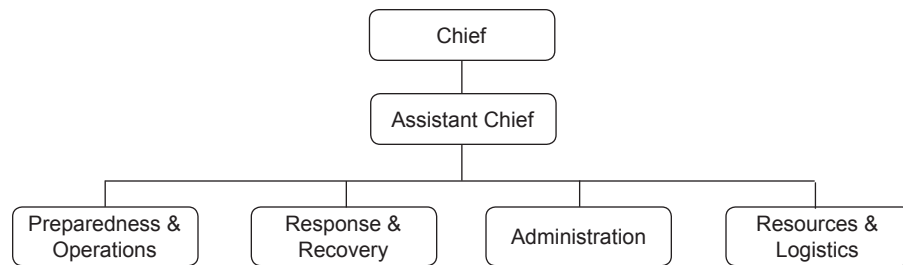 Chief
Assistant Chief
Preparedness &
Operations
Response &
Recovery
Administration
Resources &
Logistics